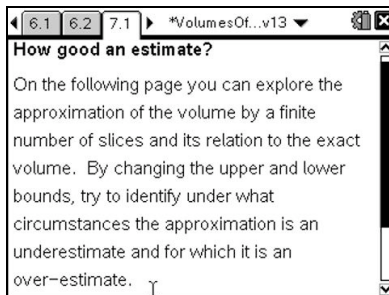 6.1 6.2 7.1 *VolumesOf...v13
How good an estimate?
On the following page you can explore the
approximation of the volume by a finite
number of slices and its relation to the exact
volume. By changing the upper and lower
bounds, try to identify under what
circumstances the approximation is an
underestimate and for which it is an
over-estimate.